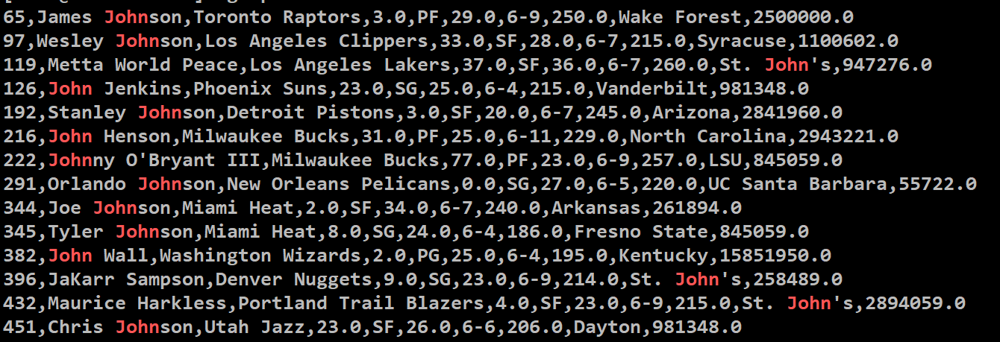 65,James Johnson,Toronto Raptors,3.0,PF,29.0,6-9,250.0,Wake Forest,2500000.0
97,Wesley Johnson,Los Angeles Clippers,33.0,SF,28.0,6-7,215.0,Syracuse,1100602.0
119,Metta World Peace,Los Angeles Lakers,37.0,SF,36.0,6-7,260.0,St. John's,947276.0
126,John Jenkins,Phoenix Suns,23.0,SG,25.0,6-4,215.0,Vanderbilt,981348.0
192,Stanley Johnson,Detroit Pistons,3.0,SF,20.0,6-7,245.0,Arizona,2841960.0
216,John Henson,Milwaukee Bucks,31.0,PF,25.0,6-11,229.0,North Carolina,2943221.0
222,Johnny O'Bryant III,Milwaukee Bucks,77.0,PF,23.0,6-9,257.0,LSU,845059.0
291,Orlando Johnson,New Orleans Pelicans,0.0,SG,27.0,6-5,220.0,UC Santa Barbara,55722.0
344,Joe Johnson,Miami Heat,2.0,SF,34.0,6-7,240.0,Arkansas,261894.0
345,Tyler Johnson,Miami Heat,8.0,SG,24.0,6-4,186.0,Fresno State,845059.0
382,John Wall,Washington Wizards,2.0,PG,25.0,6-4,195.0,Kentucky,15851950.0
396,JaKarr Sampson,Denver Nuggets,9.0,SG,23.0,6-9,214.0,St. John's,258489.0
432,Maurice Harkless,Portland Trail Blazers,4.0,SF,23.0,6-9,215.0,St. John's,2894059.0
451,Chris Johnson,Utah Jazz,23.0,SF,26.0,6-6,206.0,Dayton,981348.0